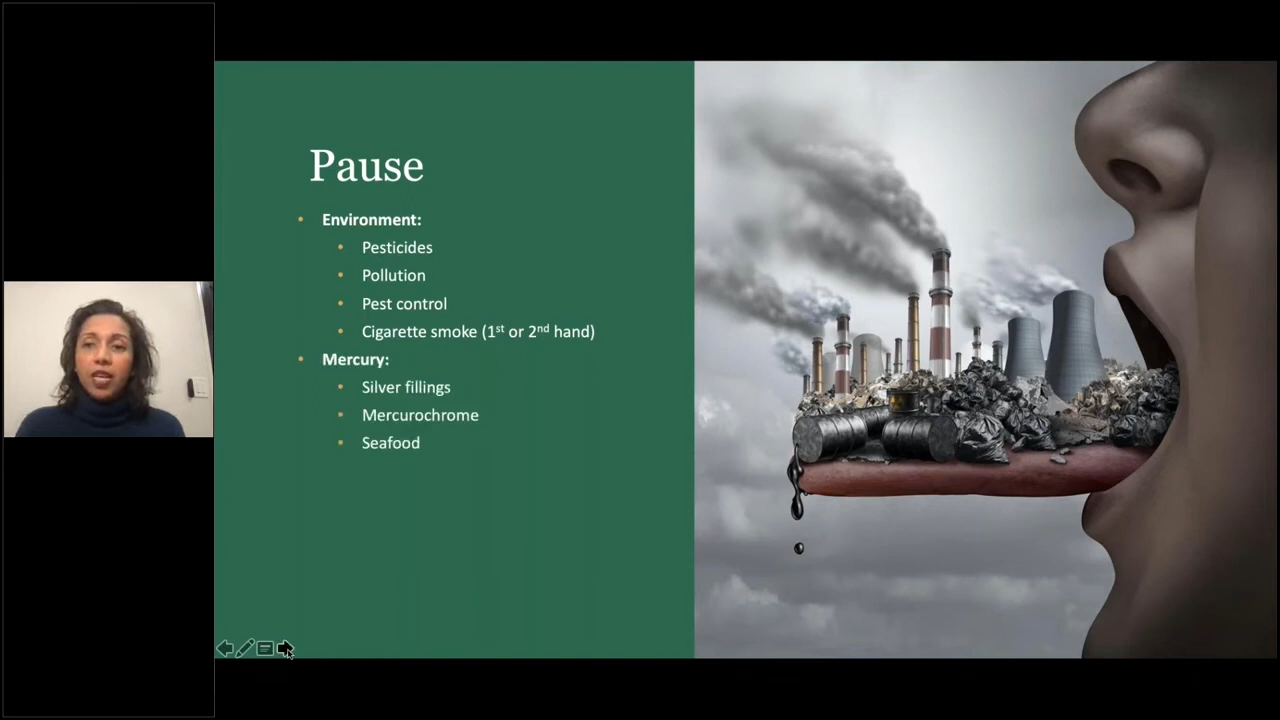 Pause
• Environment:
• Pesticides
• Pollution
• Pest control
• Cigarette smoke (1st or 2nd hand)
• Mercury:
• Silver fillings
• Mercurochrome
• Seafood